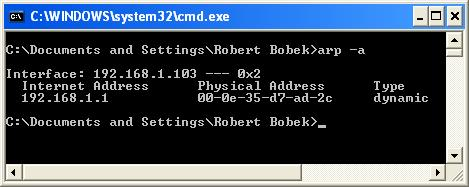 C:\WINDOWS\system32\cmd.exe
C:\Documents and Settings\Robert Bobek>arp -a
Interface: 192.168.1.103 --- 0x2
Internet Address Physical Address Type
192.168.1.1 00-0e-35-d7-ad-2c dynamic
C:\Documents and Settings\Robert Bobek>_